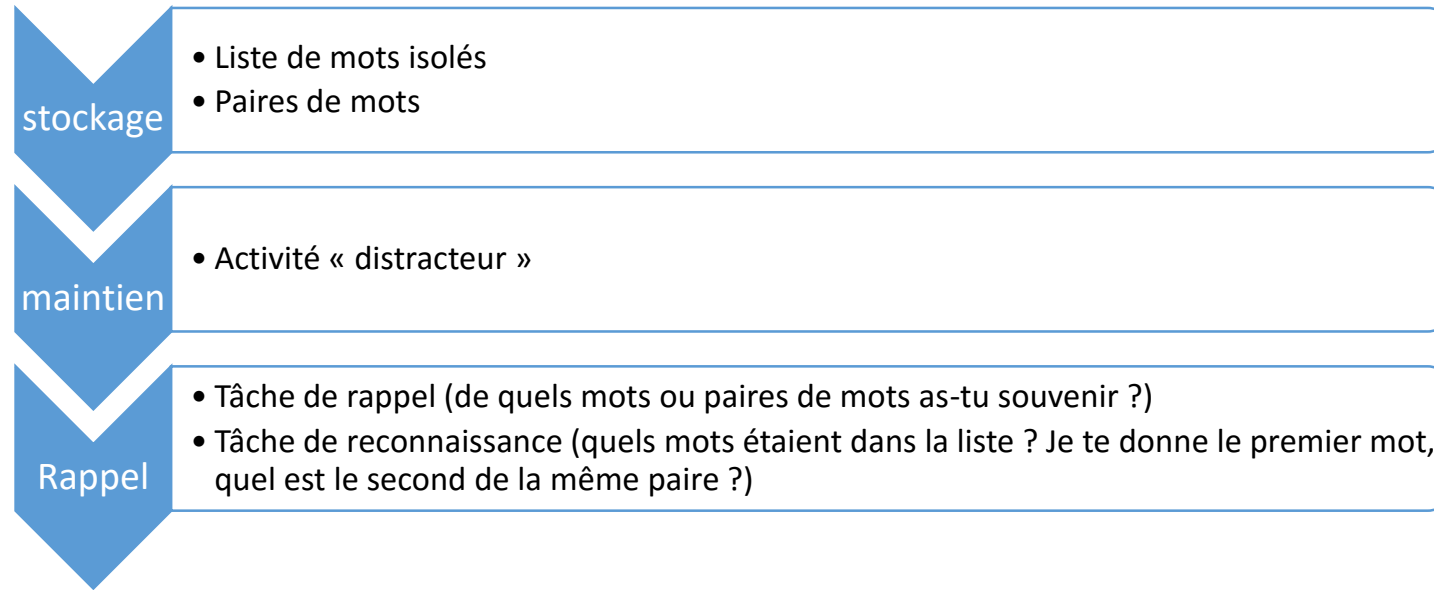 stockage
• Liste de mots isolés
• Paires de mots
maintien
• Activité « distracteur »
Rappel
• Tâche de rappel (de quels mots ou paires de mots as-tu souvenir ?)
• Tâche de reconnaissance (quels mots étaient dans la liste ? Je te donne le premier mot,
quel est le second de la même paire ?)